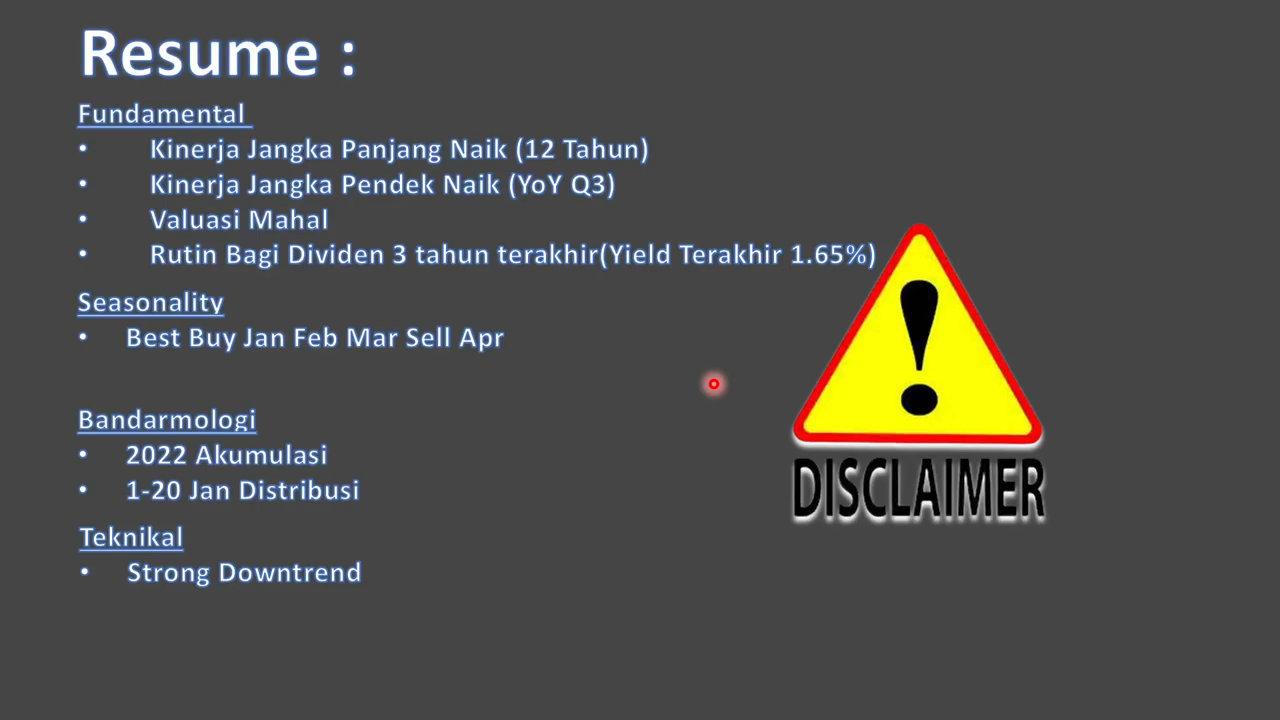 Resume :
Fundamental
• Kinerja Jangka Panjang Naik (12 Tahun)
• Kinerja Jangka Pendek Naik (YoY Q3)
• Valuasi Mahal
• Rutin Bagi Dividen 3 tahun terakhir(Yield Terakhir 1.65%)
Seasonality
• Best Buy Jan Feb Mar Sell Apr
Bandarmologi
• 2022 Akumulasi
• 1-20 Jan Distribusi
Teknikal
• Strong Downtrend
!
DISCLAIMER